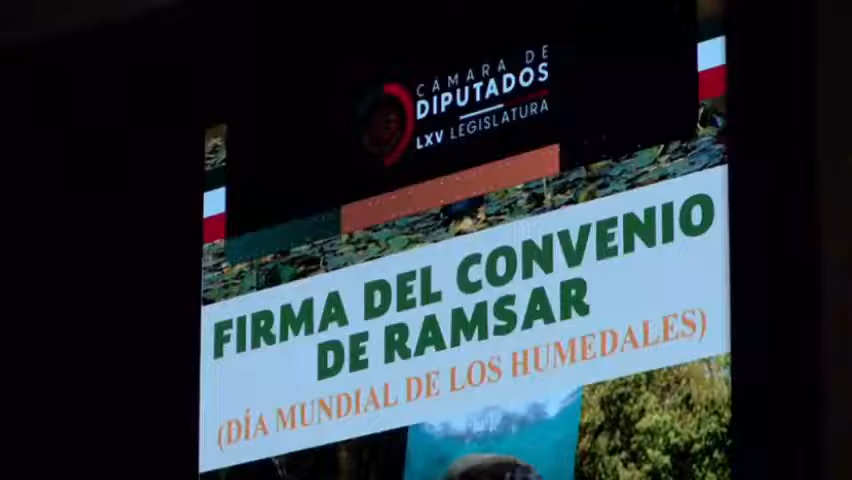 CÁMARA DE
DIPUTADOS
LXV LEGISLATURA
FIRMA DEL CONVENIO
DE RAMSAR
(DÍA MUNDIAL DE LOS HUMEDALES)